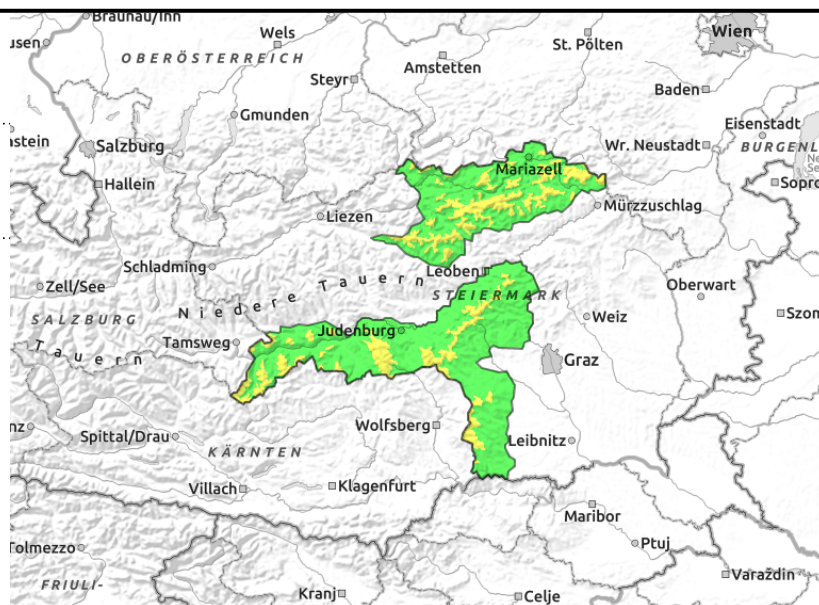 Braunau/Inn
Wels
Wien
St. Pölten
OBERÖSTERREICH
Amstetten
Steyr
Baden
Gmunden
Eisenstadt
Salzburg
Wr. Neustadt
BURGENL
Mariazell
Hallein
Sopro
Mürzzuschlag
Liezen
Schladming
Leoben
Zell/See
Niedere Tauern
STEIERMARK
Oberwart
SALZBURG
Judenburg
Weiz
Szom
Tamsweg
Tauern
Graz
Wolfsberg
Spittal/Drau
Leibnitz
KÄRNTEN
Villach
Klagenfurt
Maribor
Tolmezzo
Ptuj
FRIULI-
Varaždin
Kranj
Celje